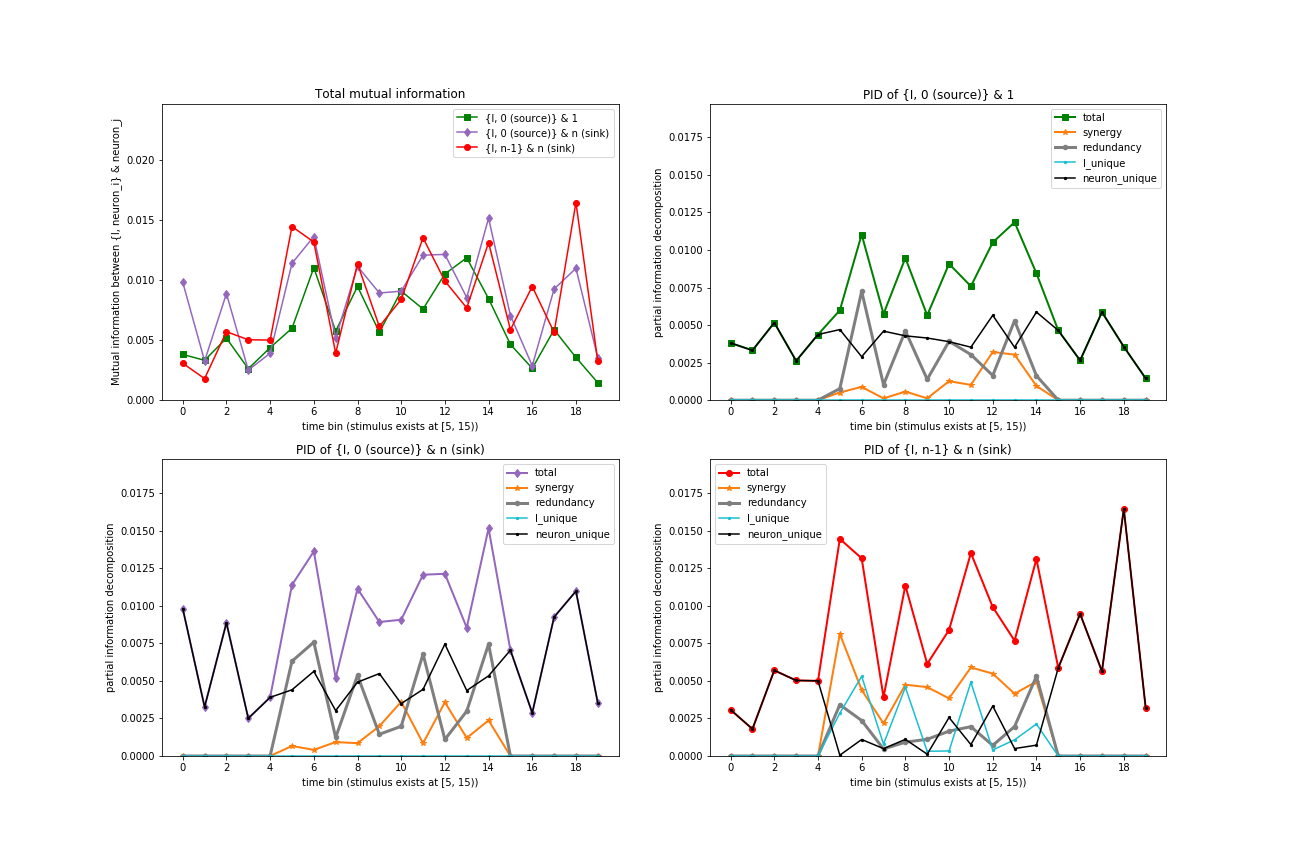 Total mutual information
Mutual information between {I, neuron_i} & neuron_j
0.020
0.015
0.010
0.005
0.000
{I, 0 (source)} & 1
{I, 0 (source)} & n (sink)
{I, n-1} & n (sink)
0 2 4 6 8 10 12 14 16 18
time bin (stimulus exists at [5, 15))
PID of {I, 0 (source)} & 1
partial information decomposition
0.0175
0.0150
0.0125
0.0100
0.0075
0.0050
0.0025
0.0000
total
synergy
redundancy
I_unique
neuron_unique
0 2 4 6 8 10 12 14 16 18
time bin (stimulus exists at [5, 15))
PID of {I, 0 (source)} & n (sink)
partial information decomposition
0.0175
0.0150
0.0125
0.0100
0.0075
0.0050
0.0025
0.0000
total
synergy
redundancy
I_unique
neuron_unique
0 2 4 6 8 10 12 14 16 18
time bin (stimulus exists at [5, 15))
PID of {I, n-1} & n (sink)
partial information decomposition
0.0175
0.0150
0.0125
0.0100
0.0075
0.0050
0.0025
0.0000
total
synergy
redundancy
I_unique
neuron_unique
0 2 4 6 8 10 12 14 16 18
time bin (stimulus exists at [5, 15))